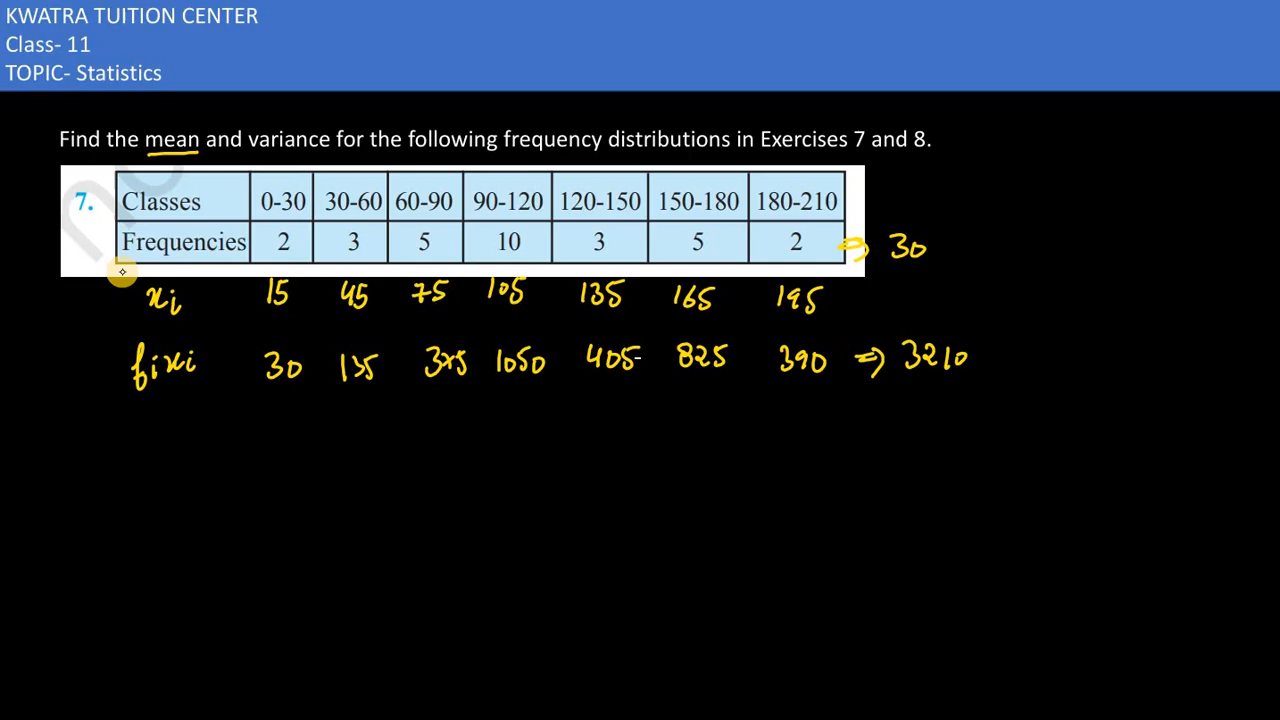 KWATRA TUITION CENTER
Class- 11
TOPIC- Statistics
Find the mean and variance for the following frequency distributions in Exercises 7 and 8.
7. Classes 0-30 30-60 60-90 90-120 120-150 150-180 180-210
Frequencies 2 3 5 10 3 5 2 ⇒ 30
xi 15 45 75 105 135 165 195
fixi 30 135 375 1050 405 825 390 ⇒ 3210